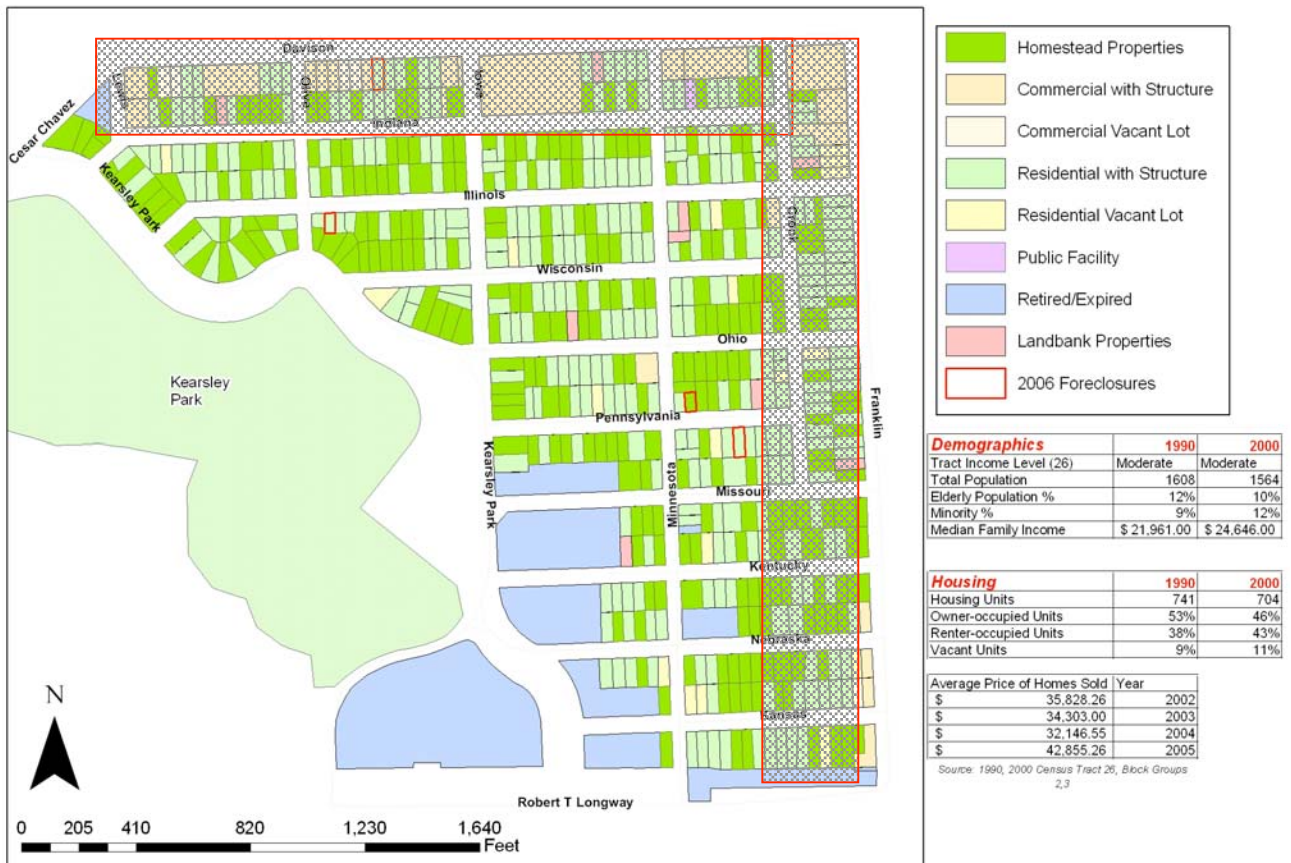 Davison
Lewis
Olive
Iowa
Cesar Chavez
Indiana
Kearsley Park
Illinois
Cronk
Wisconsin
Ohio
Kearsley
Park
Franklin
Pennsylvania
Kearsley Park
Minnesota
Missouri
Kentucky
Nebraska
Kansas
N
Robert T Longway
0 205 410 820 1,230 1,640
Feet
Homestead Properties
Commercial with Structure
Commercial Vacant Lot
Residential with Structure
Residential Vacant Lot
Public Facility
Retired/Expired
Landbank Properties
2006 Foreclosures
Demographics 1990 2000
Tract Income Level (26) Moderate Moderate
Total Population 1608 1564
Elderly Population % 12% 10%
Minority % 9% 12%
Median Family Income $ 21,961.00 $ 24,646.00
Housing 1990 2000
Housing Units 741 704
Owner-occupied Units 53% 46%
Renter-occupied Units 38% 43%
Vacant Units 9% 11%
Average Price of Homes Sold Year
$ 35,828.26 2002
$ 34,303.00 2003
$ 32,146.55 2004
$ 42,855.26 2005
Source: 1990, 2000 Census Tract 26, Block Groups
2,3